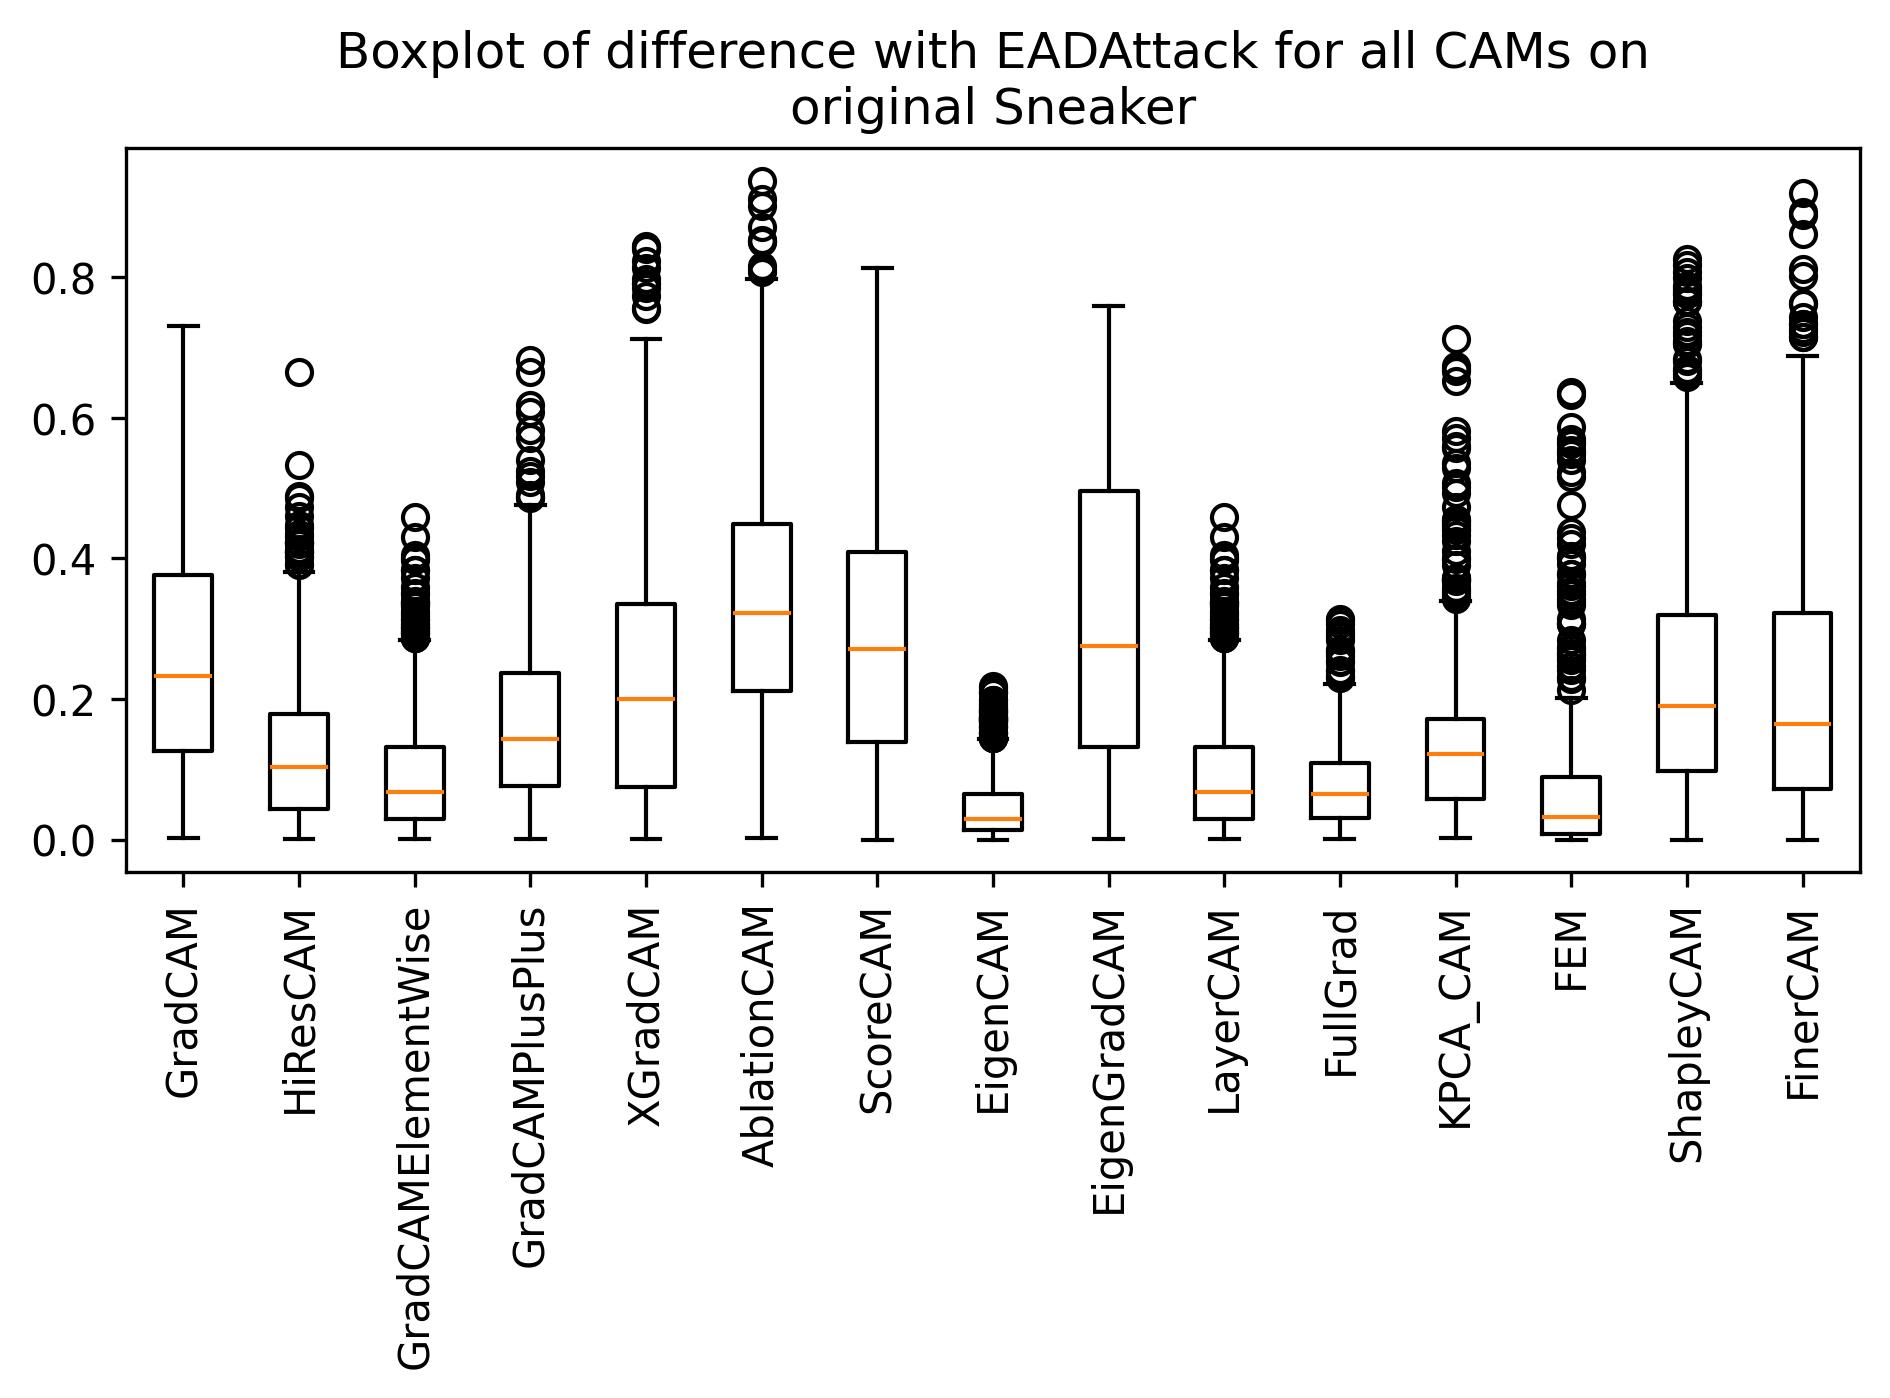 Boxplot of difference with EADAttack for all CAMs on
original Sneaker
0.8
0.6
0.4
0.2
0.0
GradCAM
HiResCAM
GradCAMElementWise
GradCAMPlusPlus
XGradCAM
AblationCAM
ScoreCAM
EigenCAM
EigenGradCAM
LayerCAM
FullGrad
KPCA_CAM
FEM
ShapleyCAM
FinerCAM